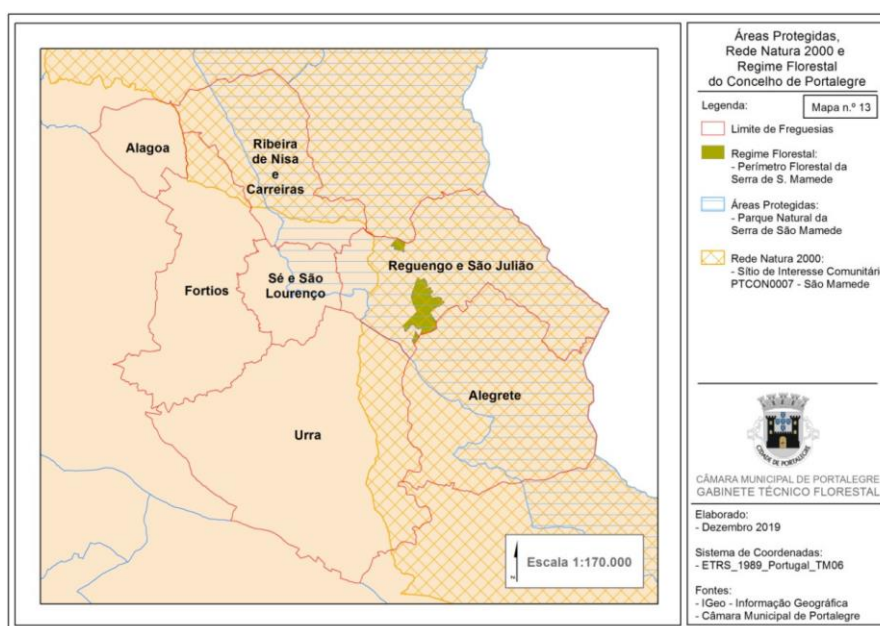 Áreas Protegidas,
Rede Natura 2000 e
Regime Florestal
do Concelho de Portalegre
Legenda:
Mapa n.º 13
Limite de Freguesias
Regime Florestal:
- Perímetro Florestal da
Serra de S. Mamede
Áreas Protegidas:
- Parque Natural da
Serra de São Mamede
Rede Natura 2000:
- Sítio de Interesse Comunitári
PTCON0007 - São Mamede
Alagoa
Ribeira
de Nisa
e
Carreiras
Reguengo e São Julião
Sé e São
Lourenço
Fortios
Alegrete
Urra
N
Escala 1:170.000
CIDADE DE PORTALEGRE
CÂMARA MUNICIPAL DE PORTALEGRE
GABINETE TÉCNICO FLORESTAL
Elaborado:
- Dezembro 2019
Sistema de Coordenadas:
- ETRS_1989_Portugal_TM06
Fontes:
- IGeo - Informação Geográfica
- Câmara Municipal de Portalegre